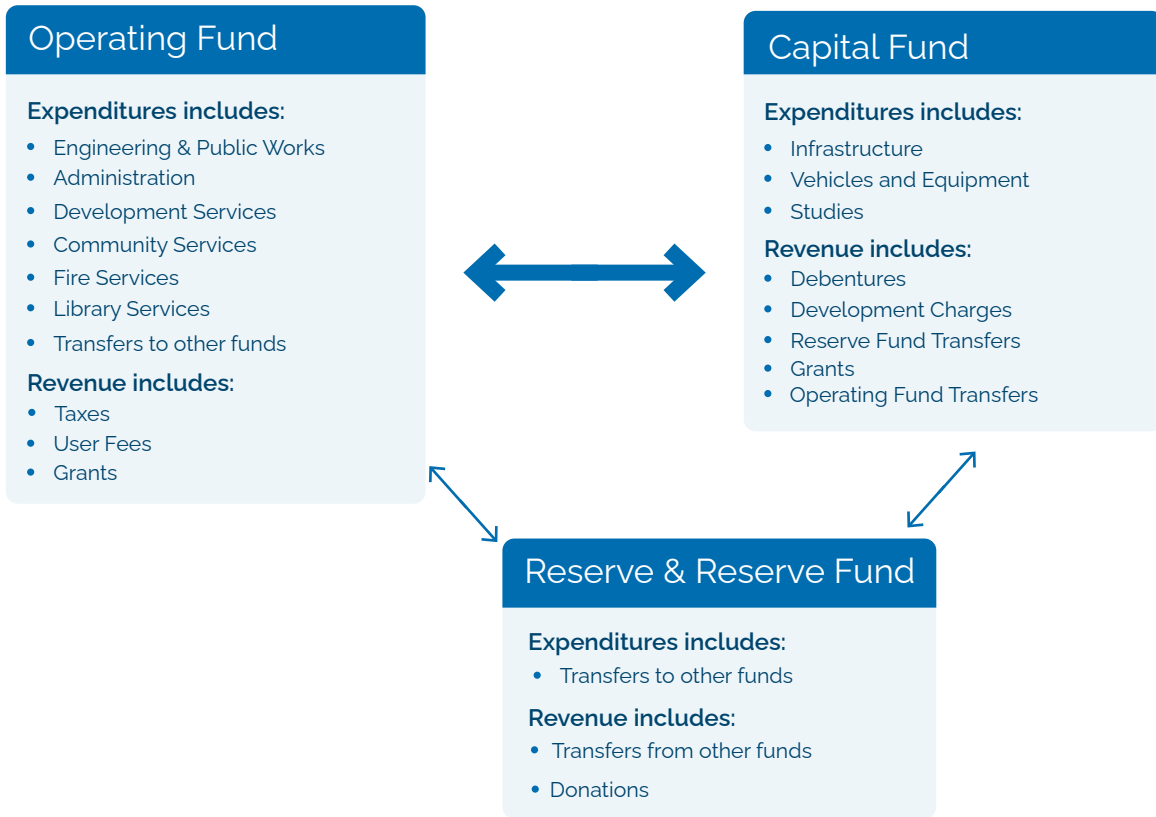 Operating Fund
Expenditures includes:
• Engineering & Public Works
• Administration
• Development Services
• Community Services
• Fire Services
• Library Services
• Transfers to other funds
Revenue includes:
• Taxes
• User Fees
• Grants
Capital Fund
Expenditures includes:
• Infrastructure
• Vehicles and Equipment
• Studies
Revenue includes:
• Debentures
• Development Charges
• Reserve Fund Transfers
• Grants
• Operating Fund Transfers
Reserve & Reserve Fund
Expenditures includes:
• Transfers to other funds
Revenue includes:
• Transfers from other funds
• Donations